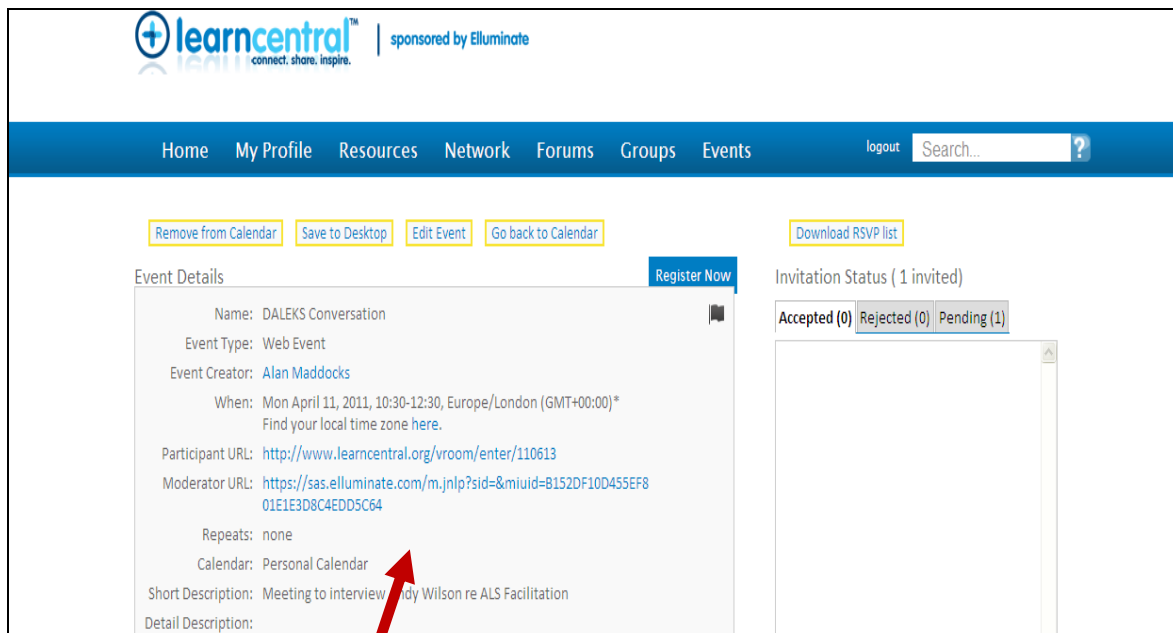 learncentral™ | sponsored by Elluminate
connect. share. inspire.
Home My Profile Resources Network Forums Groups Events logout Search... ?
Remove from Calendar Save to Desktop Edit Event Go back to Calendar Download RSVP list
Event Details Register Now Invitation Status ( 1 invited)
Name: DALEKS Conversation
Accepted (0) Rejected (0) Pending (1)
Event Type: Web Event
Event Creator: Alan Maddocks
When: Mon April 11, 2011, 10:30-12:30, Europe/London (GMT+00:00)*
Find your local time zone here.
Participant URL: http://www.learncentral.org/vroom/enter/110613
Moderator URL: https://sas.elluminate.com/m.jnlp?sid=&miuid=B152DF10D455EF8
01E1E3D8C4EDD5C64
Repeats: none
Calendar: Personal Calendar
Short Description: Meeting to interview Wilson re ALS Facilitation
Detail Description: